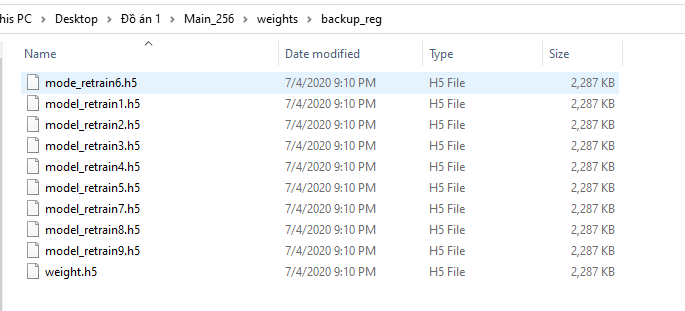 his PC > Desktop > Đồ án 1 > Main_256 > weights > backup_reg
Name Date modified Type Size
mode_retrain6.h5 7/4/2020 9:10 PM H5 File 2,287 KB
model_retrain1.h5 7/4/2020 9:10 PM H5 File 2,287 KB
model_retrain2.h5 7/4/2020 9:10 PM H5 File 2,287 KB
model_retrain3.h5 7/4/2020 9:10 PM H5 File 2,287 KB
model_retrain4.h5 7/4/2020 9:10 PM H5 File 2,287 KB
model_retrain5.h5 7/4/2020 9:10 PM H5 File 2,287 KB
model_retrain7.h5 7/4/2020 9:10 PM H5 File 2,287 KB
model_retrain8.h5 7/4/2020 9:10 PM H5 File 2,287 KB
model_retrain9.h5 7/4/2020 9:10 PM H5 File 2,287 KB
weight.h5 7/4/2020 9:10 PM H5 File 2,287 KB